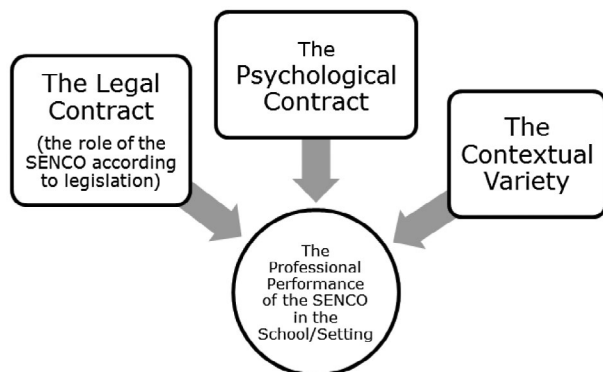 The Legal
Contract
(the role of the
SENCO according
to legislation)
The
Psychological
Contract
The
Contextual
Variety
The
Professional
Performance
of the SENCO
in the
School/Setting